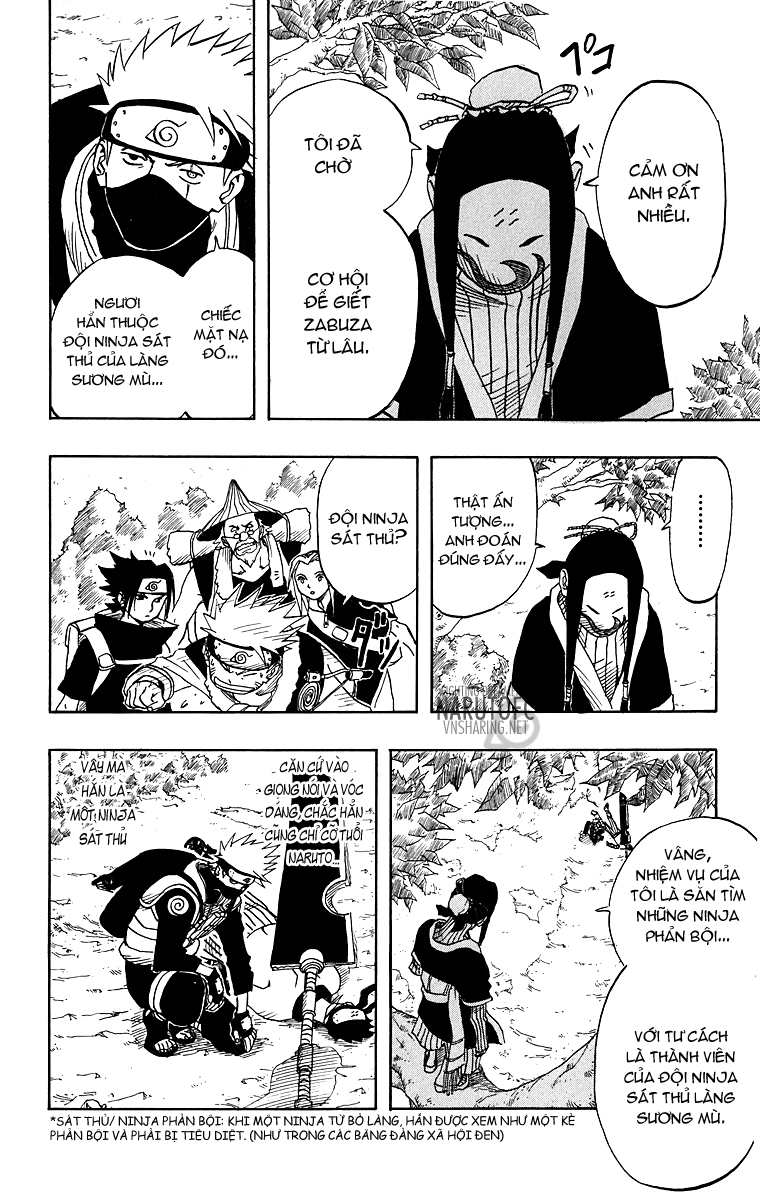 ペコ
CẢM ƠN
ANH RẤT
NHIỀU.
TÔI ĐÃ
CHỜ
CƠ HỘI
ĐỂ GIẾT
ZABUZA
TỪ LÂU.
CHIẾC
MẶT NẠ
ĐÓ...
NGƯƠI
HẲN THUỘC
ĐỘI NINJA SÁT
THỦ CỦA LÀNG
SƯƠNG MÙ...
........
THẬT ẤN
TƯỢNG...
ANH ĐOÁN
ĐÚNG ĐẤY...
ĐỘI NINJA
SÁT THỦ?
NARUTOFC
VNSHARING.NET
VÂNG,
NHIỆM VỤ CỦA
TÔI LÀ SĂN TÌM
NHỮNG NINJA
PHẢN BỘI...
VỚI TƯ CÁCH
LÀ THÀNH VIÊN
CỦA ĐỘI NINJA
SÁT THỦ LÀNG
SƯƠNG MÙ.
CĂN CỨ VÀO
GIỌNG NÓI VÀ VÓC
DÁNG, CHẮC HẲN
CŨNG CHỈ CỠ TUỔI
NARUTO...
VẬY MÀ
HẮN LÀ
MỘT NINJA
SÁT THỦ
*SÁT THỦ/ NINJA PHẢN BỘI: KHI MỘT NINJA TỪ BỎ LÀNG, HẮN ĐƯỢC XEM NHƯ MỘT KẺ
PHẢN BỘI VÀ PHẢI BỊ TIÊU DIỆT. (NHƯ TRONG CÁC BĂNG ĐẢNG XÃ HỘI ĐEN)